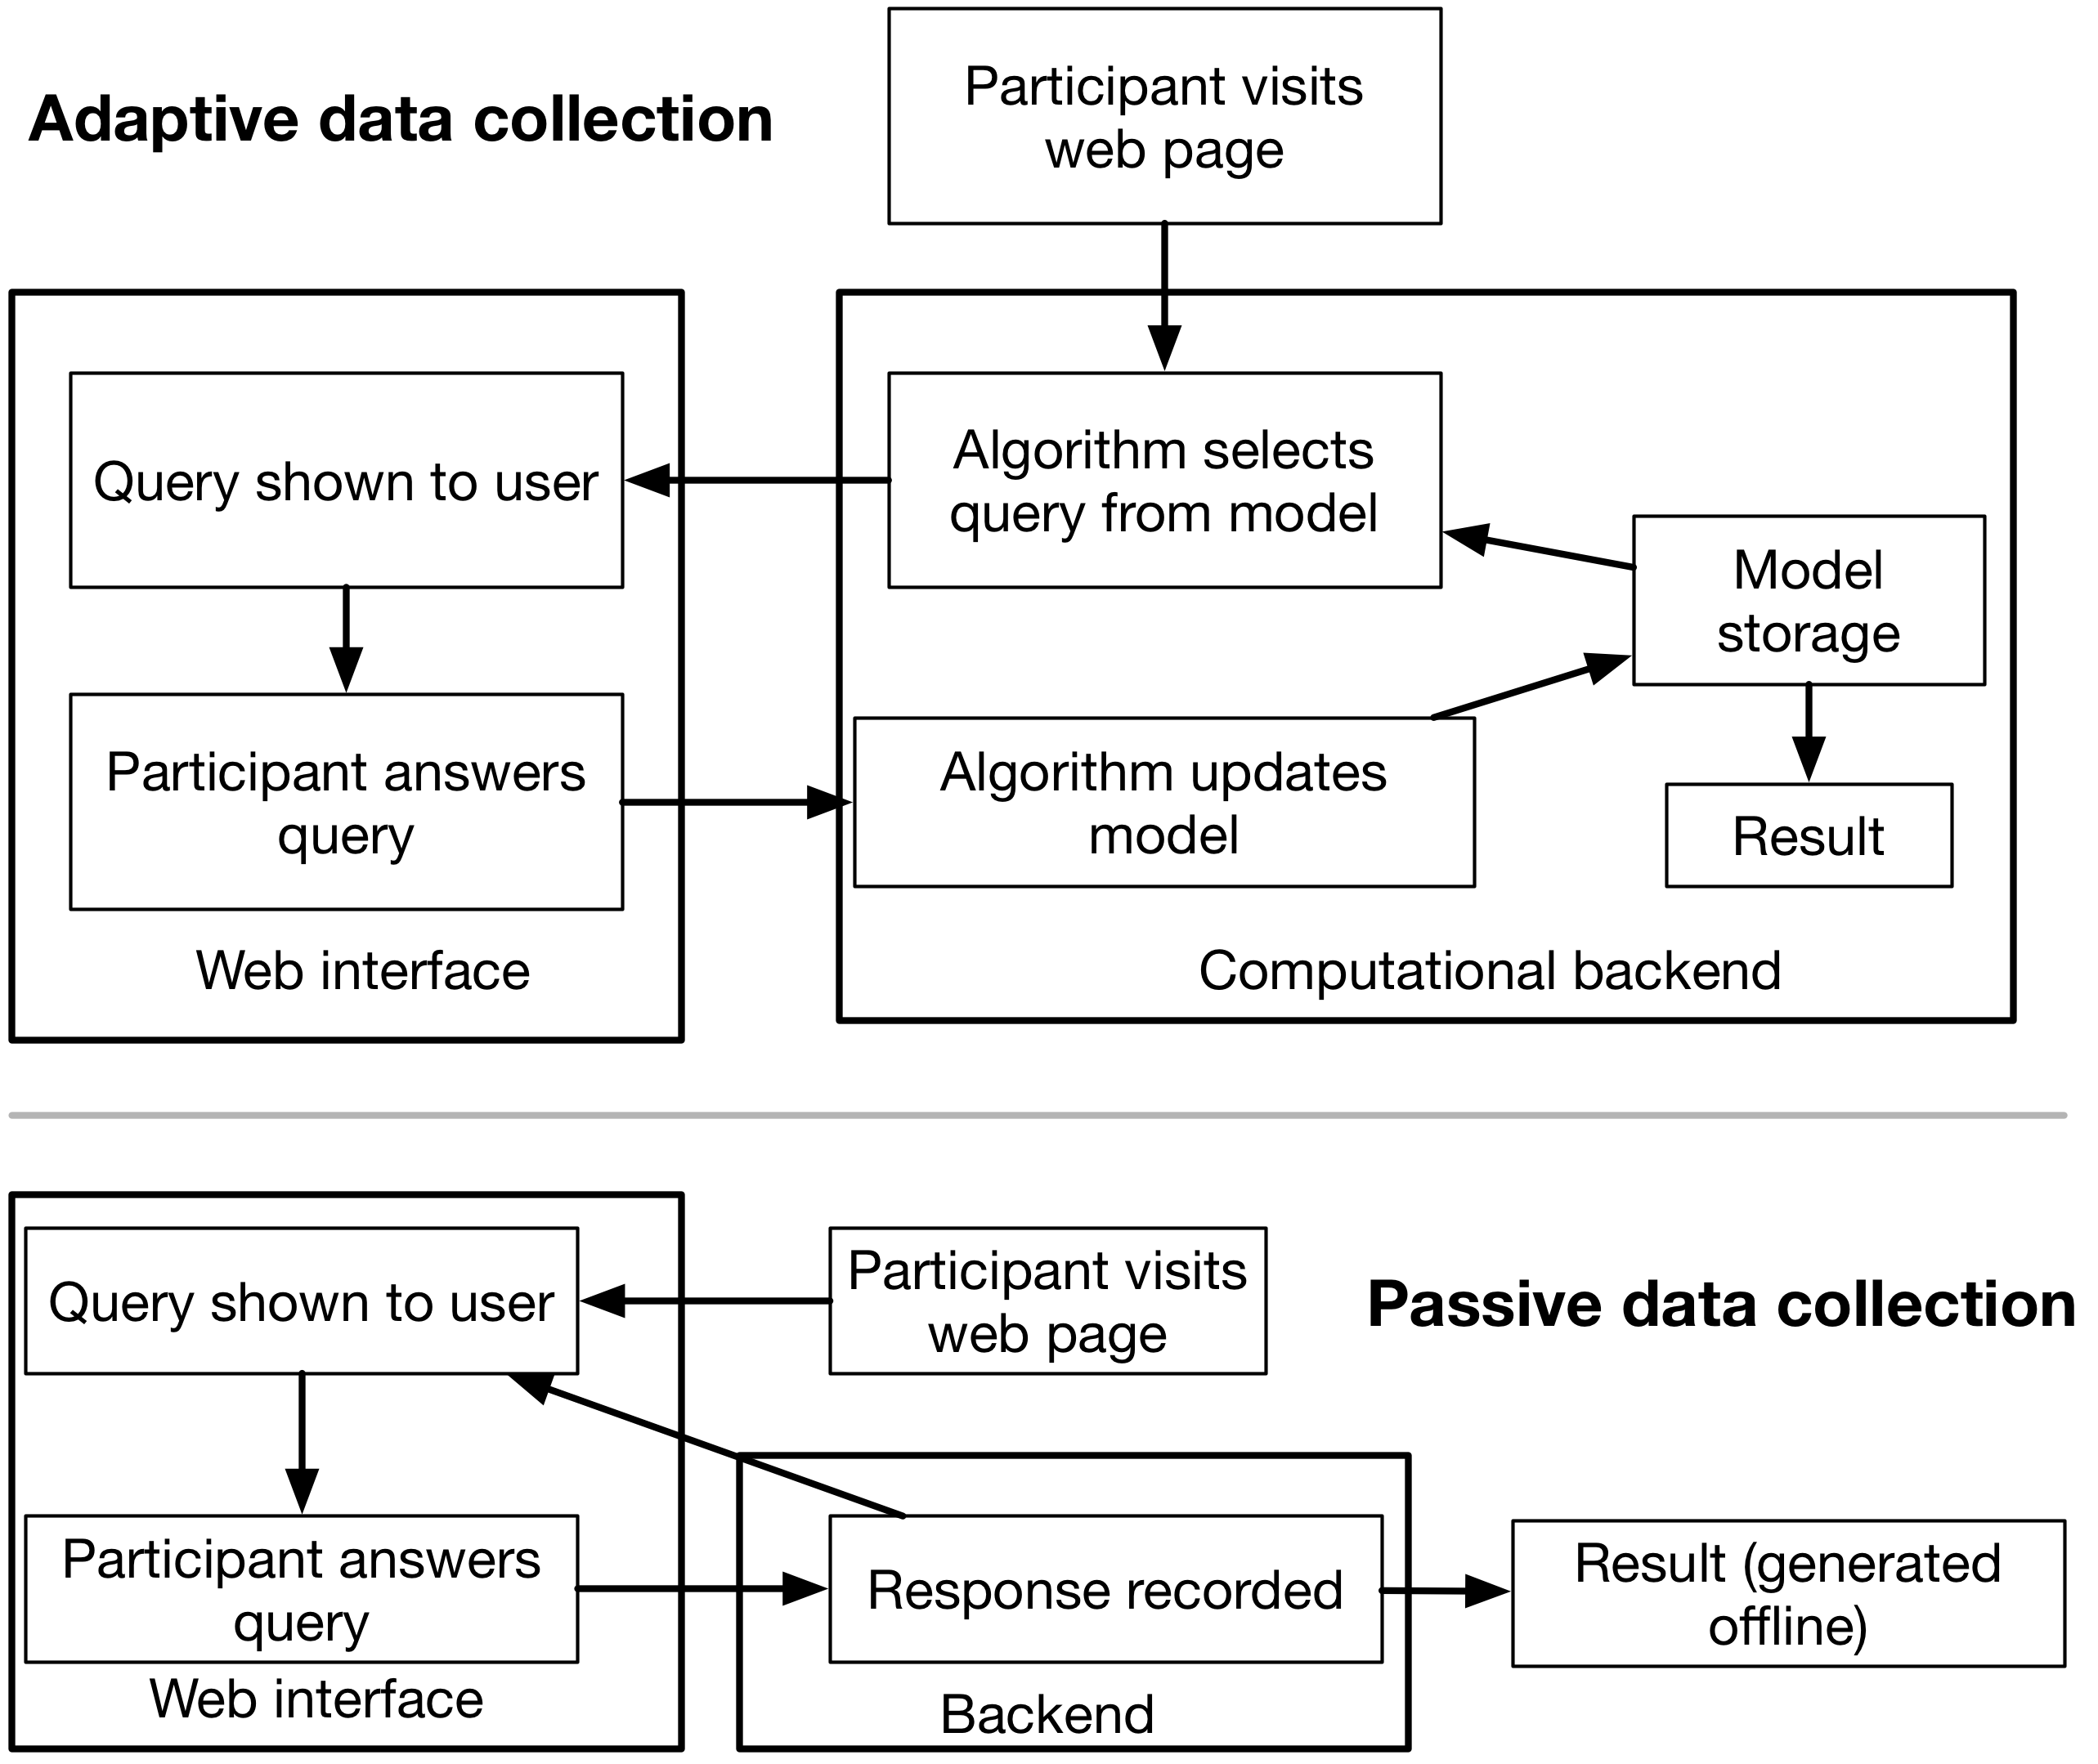 Adaptive data collection
Participant visits
web page
Query shown to user
Algorithm selects
query from model
Model
storage
Participant answers
query
Algorithm updates
model
Result
Web interface
Computational backend
Query shown to user
Participant visits
web page
Passive data collection
Participant answers
query
Response recorded
Result (generated
offline)
Web interface
Backend